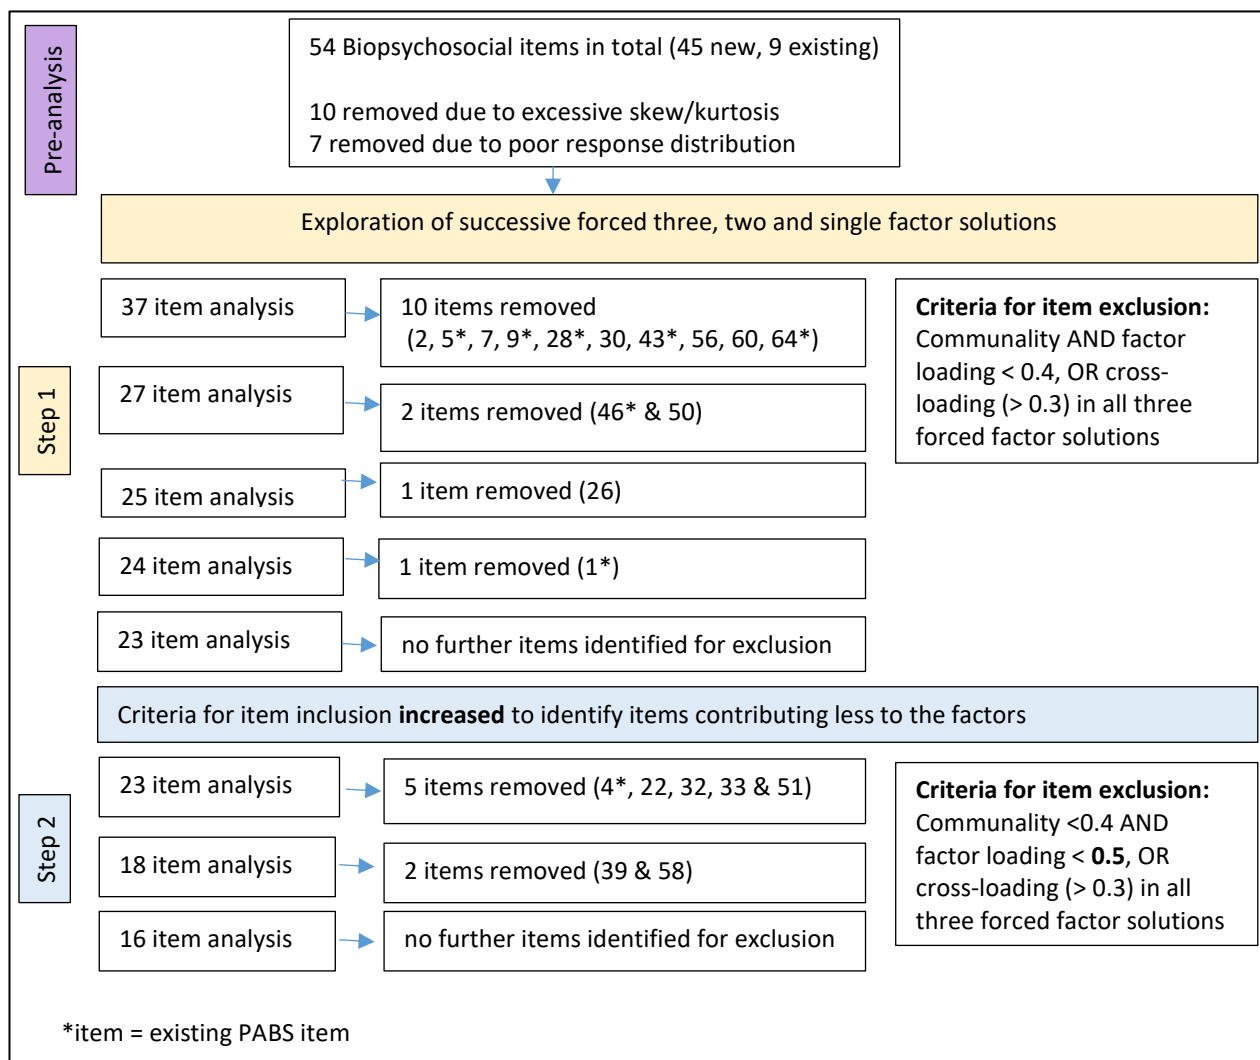 Pre-analysis
54 Biopsychosocial items in total (45 new, 9 existing)
10 removed due to excessive skew/kurtosis
7 removed due to poor response distribution
Exploration of successive forced three, two and single factor solutions
Step 1
37 item analysis
10 items removed
(2, 5*, 7, 9*, 28*, 30, 43*, 56, 60, 64*)
27 item analysis
2 items removed (46* & 50)
25 item analysis
1 item removed (26)
24 item analysis
1 item removed (1*)
23 item analysis
no further items identified for exclusion
Criteria for item exclusion:
Communality AND factor
loading < 0.4, OR cross-
loading (> 0.3) in all three
forced factor solutions
Criteria for item inclusion increased to identify items contributing less to the factors
Step 2
23 item analysis
5 items removed (4*, 22, 32, 33 & 51)
18 item analysis
2 items removed (39 & 58)
16 item analysis
no further items identified for exclusion
Criteria for item exclusion:
Communality <0.4 AND
factor loading < 0.5, OR
cross-loading (> 0.3) in all
three forced factor solutions
*item = existing PABS item